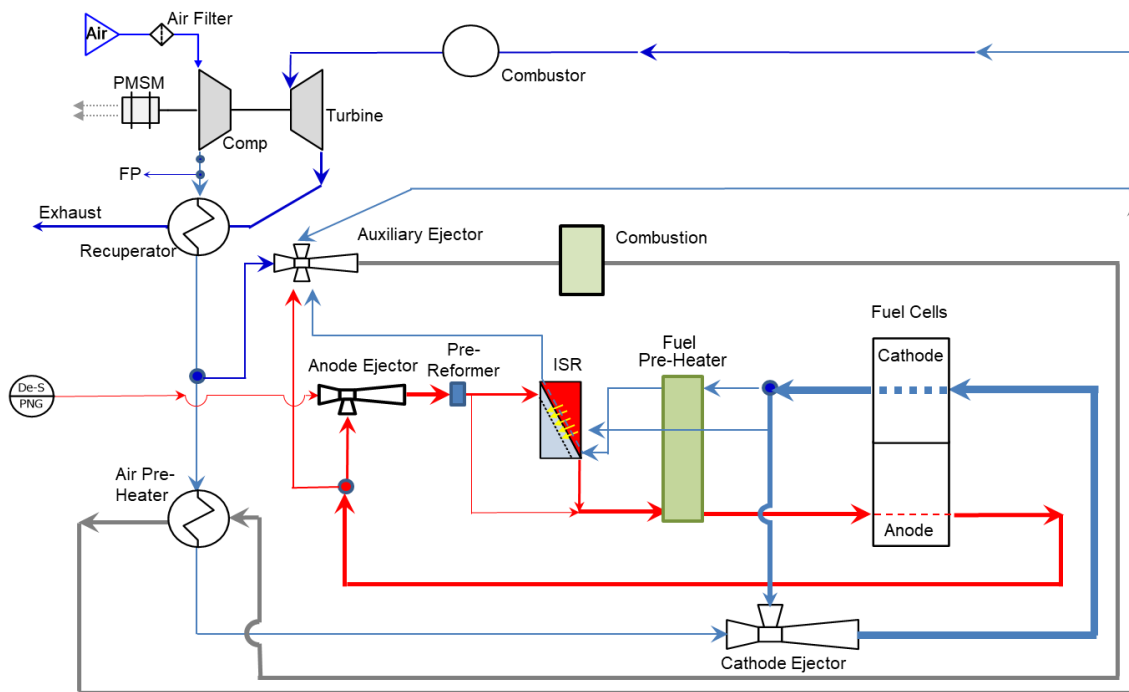 Air Filter
Air
Combustor
PMSM
Turbine
Comp
FP
Exhaust
Recuperator
Auxiliary Ejector
Combustion
Fuel Cells
Pre-
Reformer
ISR
Fuel
Pre-Heater
Cathode
Anode Ejector
De-S
PNG
Air Pre-
Heater
Anode
Cathode Ejector